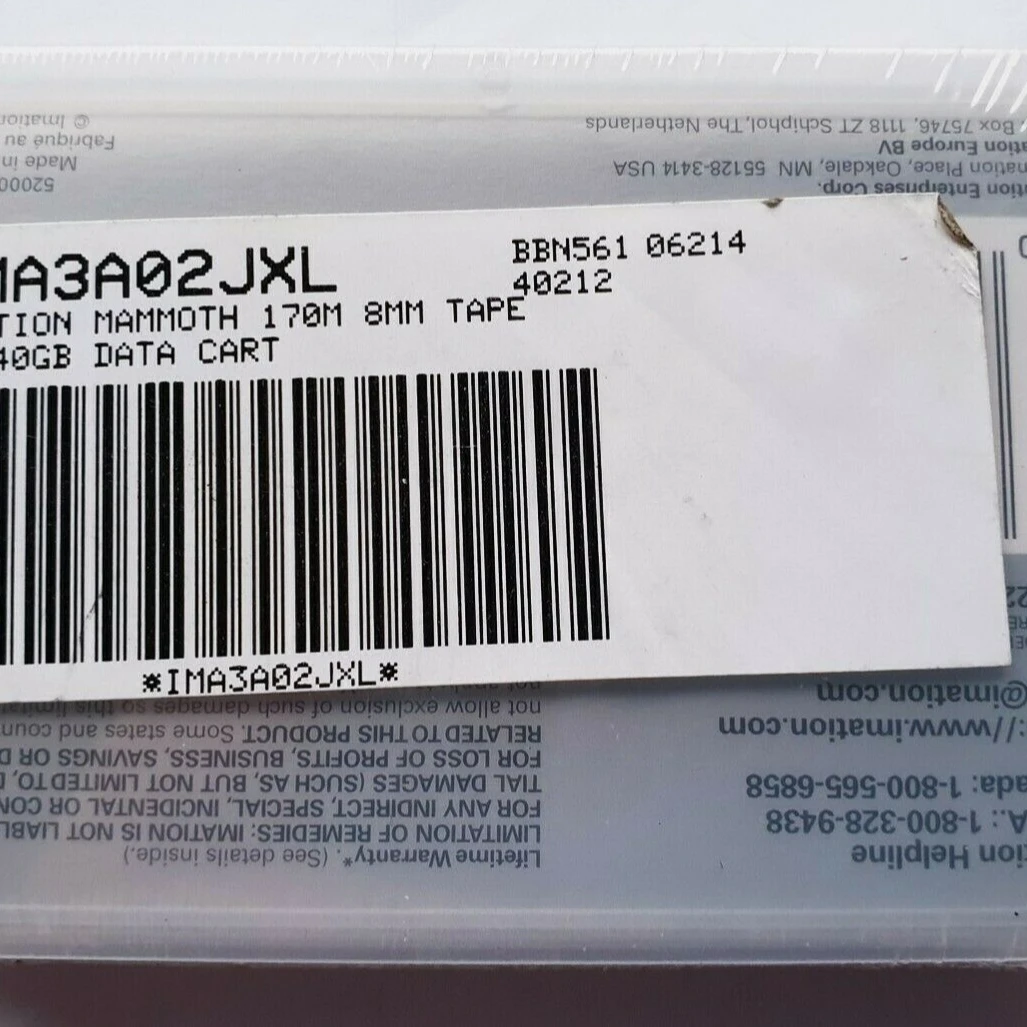 MA3A02JXL
BBN561 06214
40212
TION MAMMOTH 170M 8MM TAPE
40GB DATA CART
*IMA3A02JXL*
tion Helpline
A.: 1-800-328-9438
ada: 1-800-565-6858
://www.imation.com
@imation.com
Lifetime Warranty*. (See details inside.)
LIMITATION OF REMEDIES: IMATION IS NOT LIABL
FOR ANY INDIRECT, SPECIAL, INCIDENTAL OR CON
TIAL DAMAGES (SUCH AS, BUT NOT LIMITED TO,
FOR LOSS OF PROFITS, BUSINESS, SAVINGS OR D
RELATED TO THIS PRODUCT. Some states and coun
not allow exclusion of such damages so this
tion Enterprises Corp.
mation Place, Oakdale, MN 55128-3414 USA
ation Europe BV
Box 75746, 1118 ZT Schiphol, The Netherlands
52000
Made in
Fabriqué au
© Imation